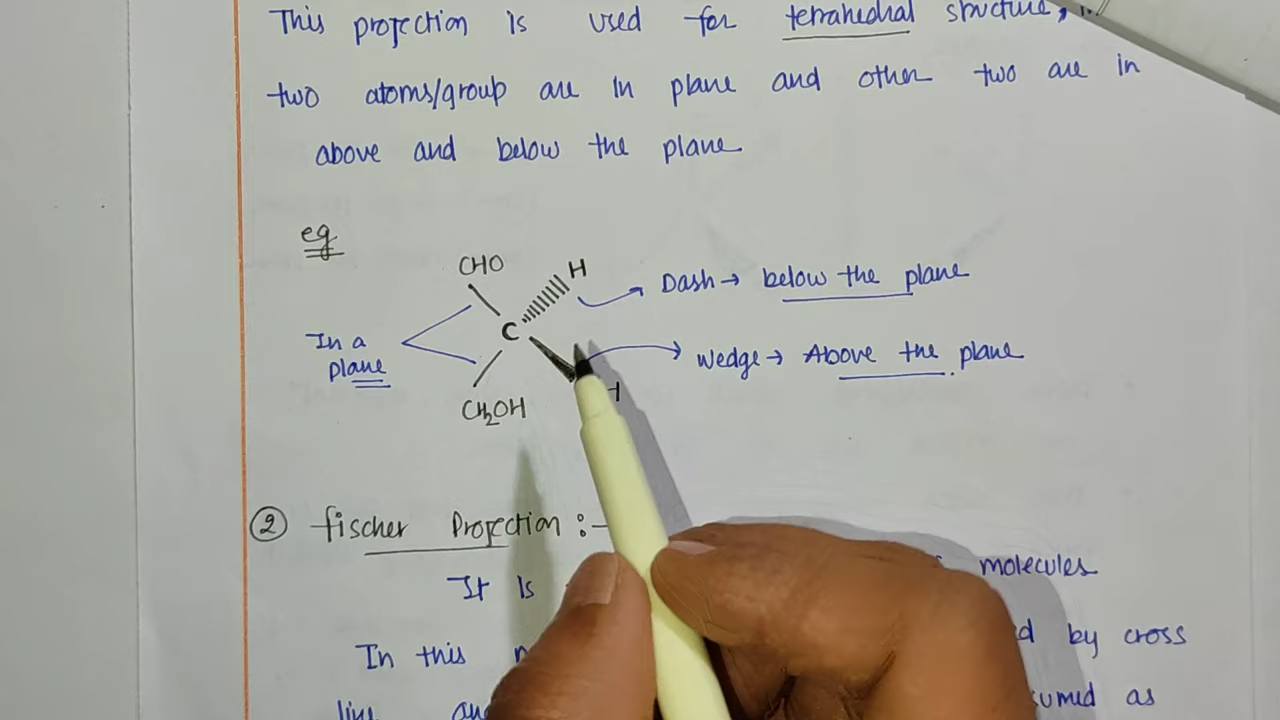 This projection is used for tetrahedral structure,
two atoms/group are in plane and other two are in
above and below the plane
eg
CHO
H
Dash → below the plane
In a
plane
C
Wedge → Above the plane
CH2OH
② fischer Projection :-
It is molecules
In this by cross
line as